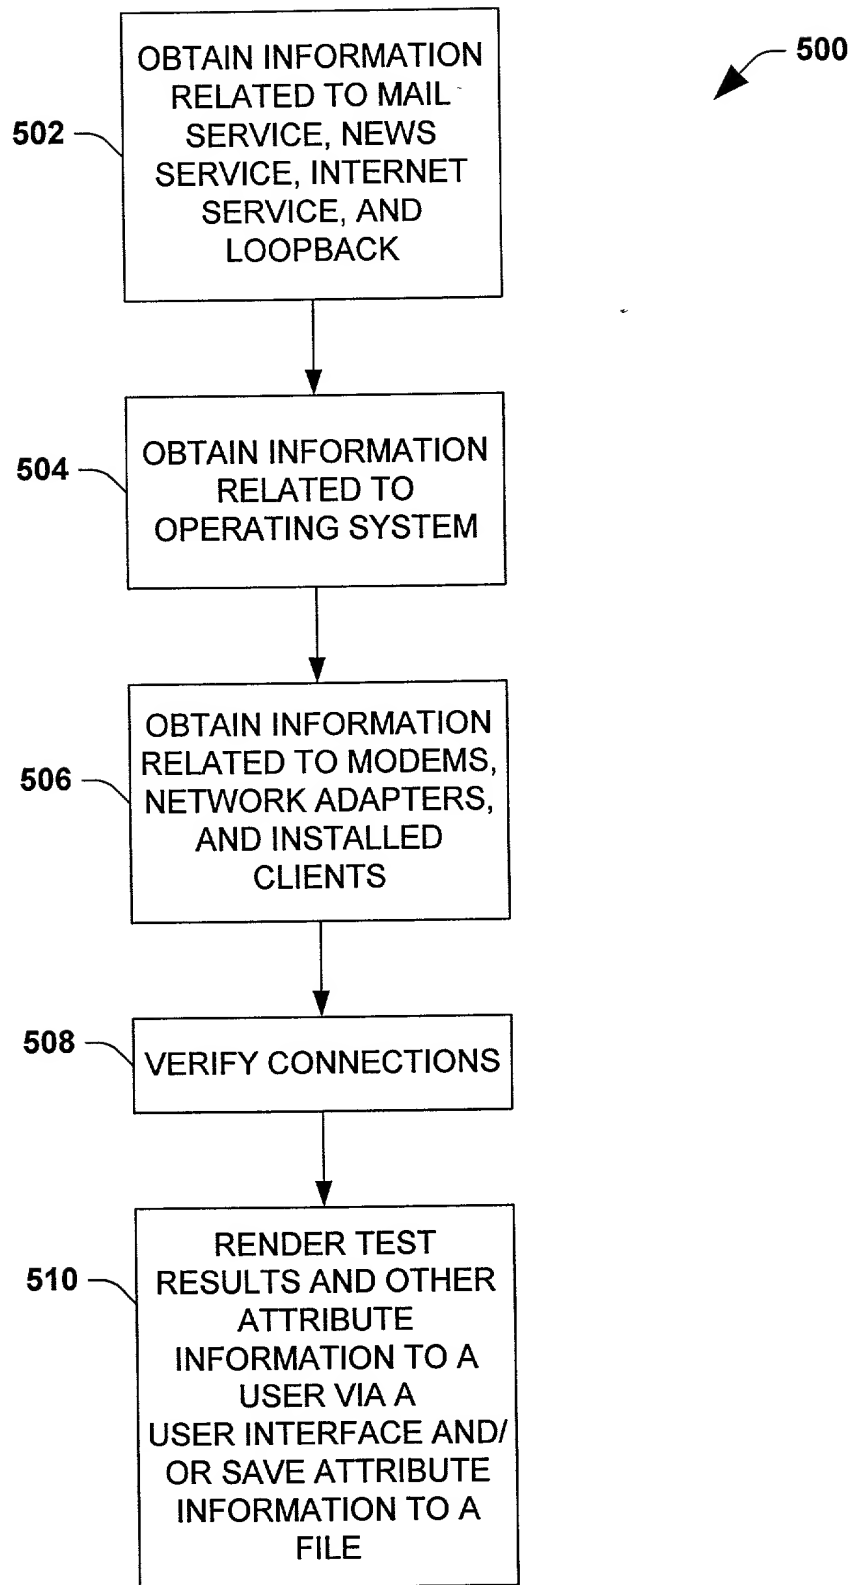 500
OBTAIN INFORMATION
RELATED TO MAIL
SERVICE, NEWS
SERVICE, INTERNET
SERVICE, AND
LOOPBACK
502
OBTAIN INFORMATION
RELATED TO
OPERATING SYSTEM
504
OBTAIN INFORMATION
RELATED TO MODEMS,
NETWORK ADAPTERS,
AND INSTALLED
CLIENTS
506
VERIFY CONNECTIONS
508
RENDER TEST
RESULTS AND OTHER
ATTRIBUTE
INFORMATION TO A
USER VIA A
USER INTERFACE AND/
OR SAVE ATTRIBUTE
INFORMATION TO A
FILE
510